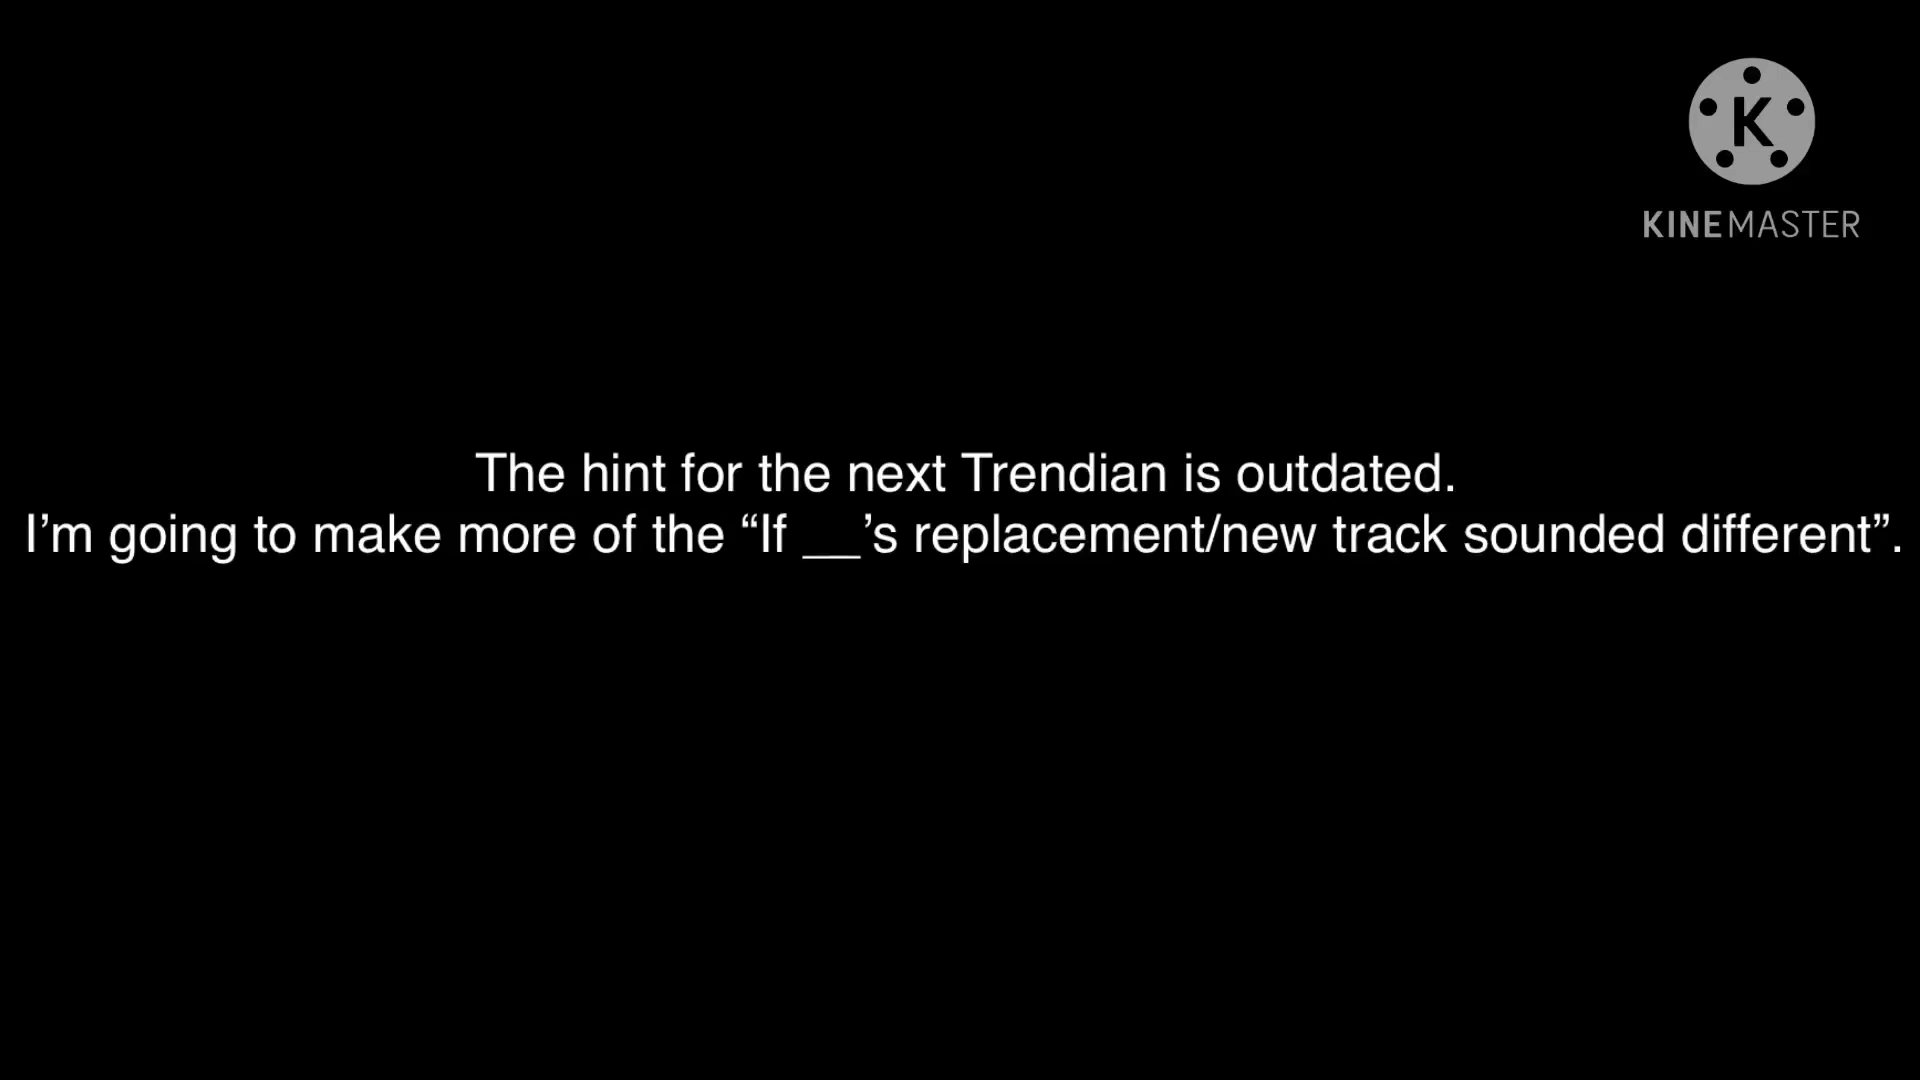 K
KINEMASTER
The hint for the next Trendian is outdated.
I’m going to make more of the “If __’s replacement/new track sounded different”.